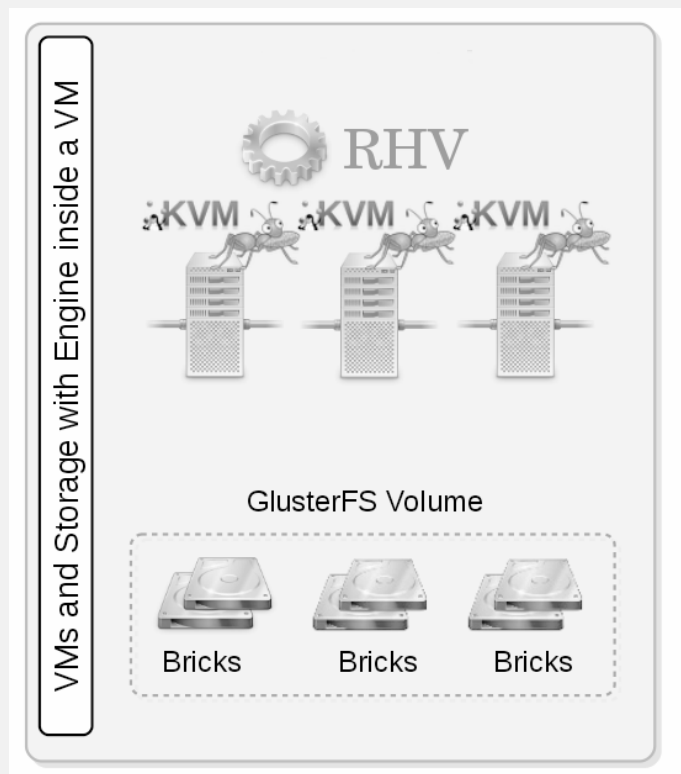 VMs and Storage with Engine inside a VM
RHV
KVM KVM KVM
GlusterFS Volume
Bricks Bricks Bricks